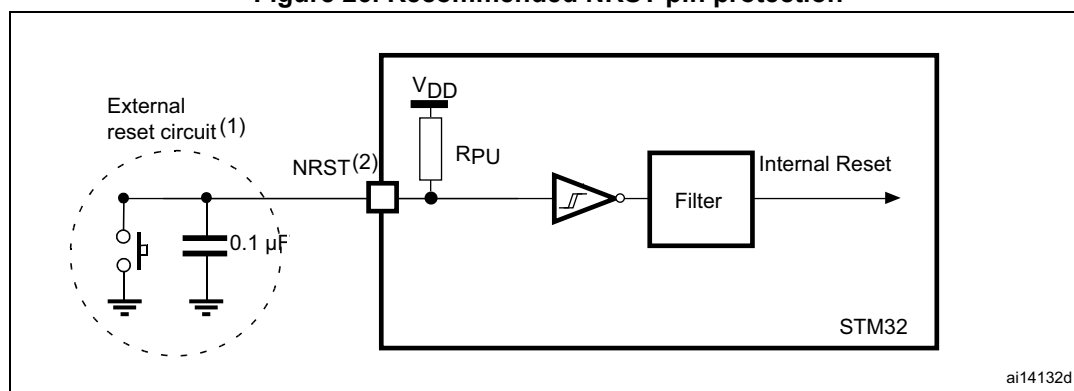 Figure 26. Recommended NRST pin protection
External
reset circuit(1)
VDD
RPU
NRST(2)
0.1 µF
Filter
Internal Reset
STM32
ai14132d